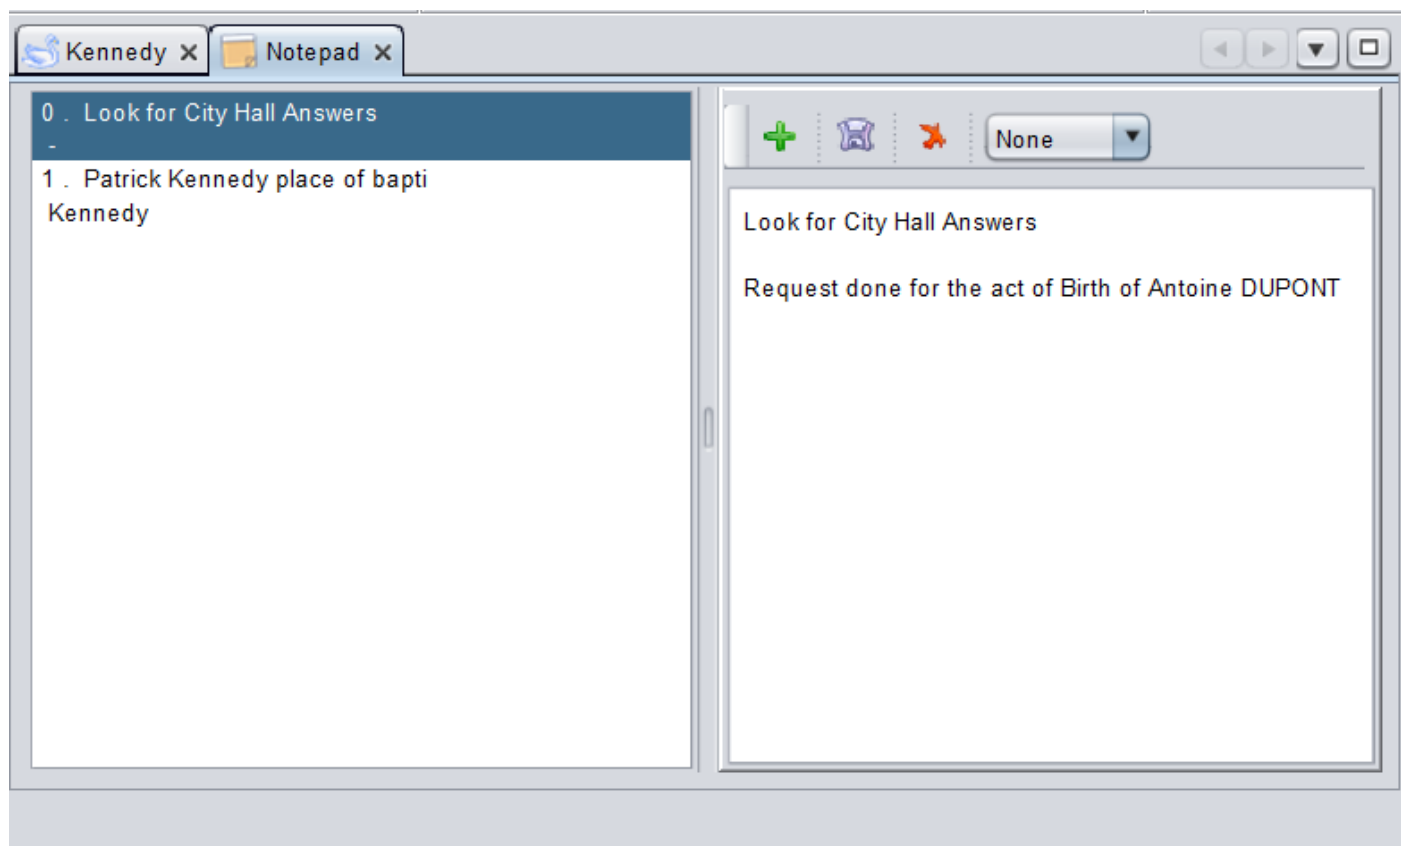 Kennedy
Notepad
0 . Look for City Hall Answers
-
1 . Patrick Kennedy place of bapti
Kennedy
None
Look for City Hall Answers
Request done for the act of Birth of Antoine DUPONT